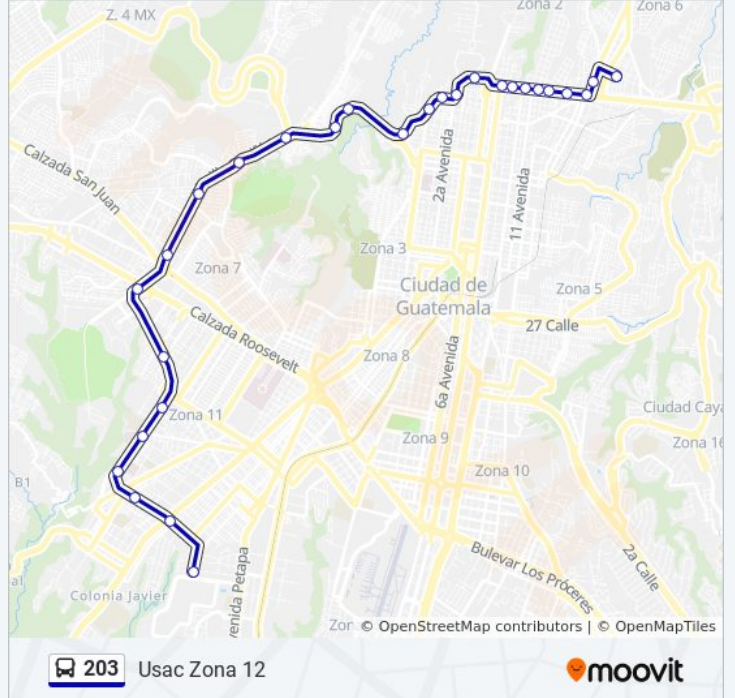 Z. 4 MX
Zona 2
Zona 6
Calzada San Juan
2a Avenida
11 Avenida
Zona 3
Zona 7
Ciudad de
Guatemala
Zona 5
Calzada Roosevelt
27 Calle
Zona 8
6a Avenida
Zona 11
Ciudad Caya
Zona 9
Zona 16
Zona 10
B1
Bulevar Los Próceres
2a Calle
al
Colonia Javier
venida Petapa
Zor
© OpenStreetMap contributors | © OpenMapTiles
203 Usac Zona 12
moovit